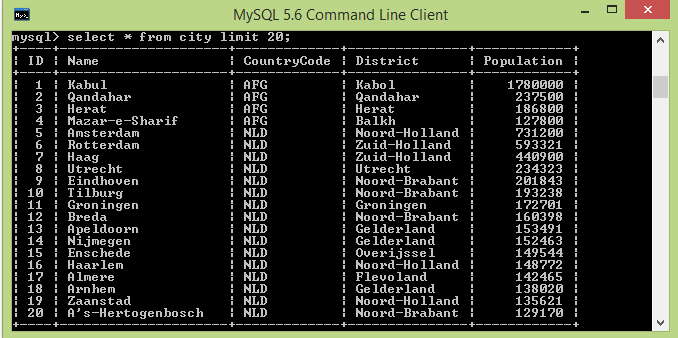 MySQL 5.6 Command Line Client
mysql> select * from city limit 20;
+----+-------------------+-------------+---------------+------------+
| ID | Name | CountryCode | District | Population |
+----+-------------------+-------------+---------------+------------+
| 1 | Kabul | AFG | Kabol | 1780000 |
| 2 | Qandahar | AFG | Qandahar | 237500 |
| 3 | Herat | AFG | Herat | 186800 |
| 4 | Mazar-e-Sharif | AFG | Balkh | 127800 |
| 5 | Amsterdam | NLD | Noord-Holland | 731200 |
| 6 | Rotterdam | NLD | Zuid-Holland | 593321 |
| 7 | Haag | NLD | Zuid-Holland | 440900 |
| 8 | Utrecht | NLD | Utrecht | 234323 |
| 9 | Eindhoven | NLD | Noord-Brabant | 201843 |
| 10 | Tilburg | NLD | Noord-Brabant | 193238 |
| 11 | Groningen | NLD | Groningen | 172701 |
| 12 | Breda | NLD | Noord-Brabant | 160398 |
| 13 | Apeldoorn | NLD | Gelderland | 153491 |
| 14 | Nijmegen | NLD | Gelderland | 152463 |
| 15 | Enschede | NLD | Overijssel | 149544 |
| 16 | Haarlem | NLD | Noord-Holland | 148772 |
| 17 | Almere | NLD | Flevoland | 142465 |
| 18 | Arnhem | NLD | Gelderland | 138020 |
| 19 | Zaanstad | NLD | Noord-Holland | 135621 |
| 20 | A's-Hertogenbosch | NLD | Noord-Brabant | 129170 |
+----+-------------------+-------------+---------------+------------+